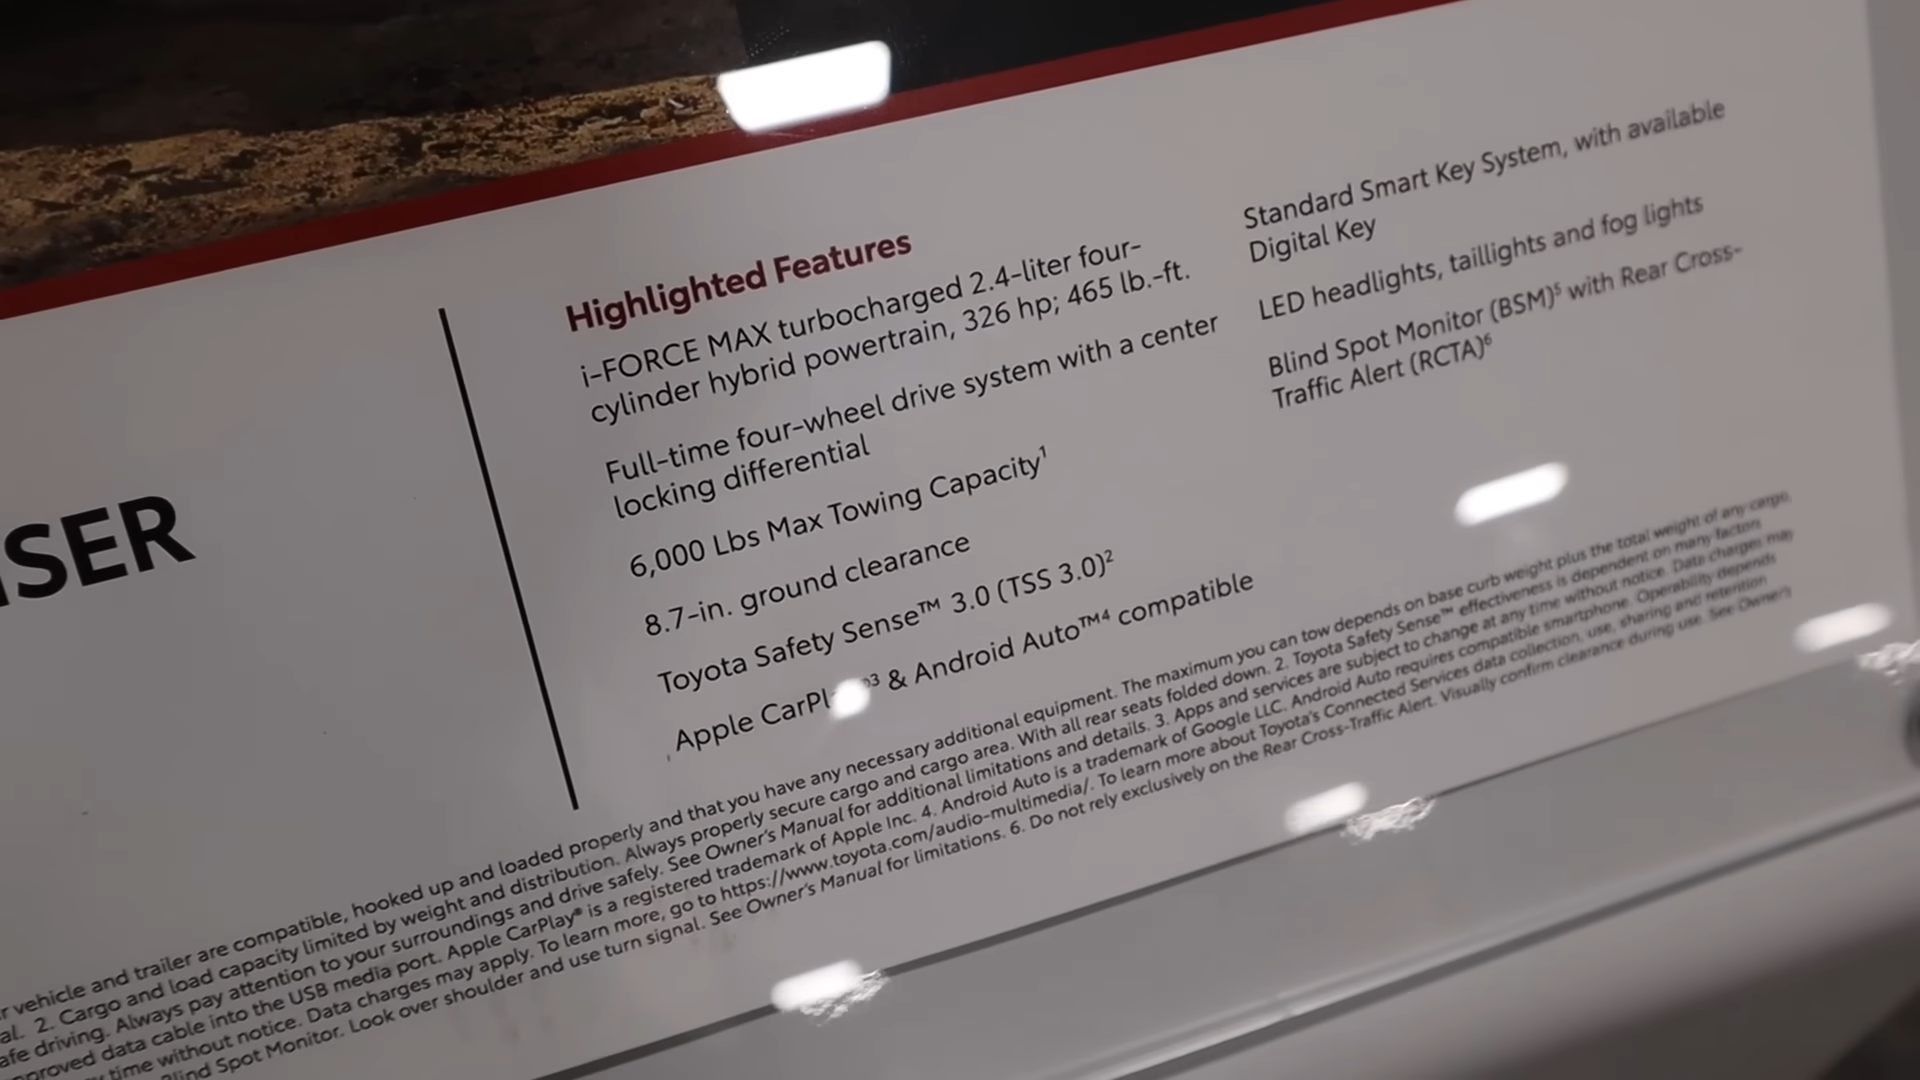 ISER
Highlighted Features
i-FORCE MAX turbocharged 2.4-liter four-
cylinder hybrid powertrain, 326 hp; 465 lb.-ft.
Full-time four-wheel drive system with a center
locking differential
6,000 Lbs Max Towing Capacity¹
8.7-in. ground clearance
Toyota Safety Sense™ 3.0 (TSS 3.0)²
Apple CarPl ³ & Android Auto™⁴ compatible
Standard Smart Key System, with available
Digital Key
LED headlights, taillights and fog lights
Blind Spot Monitor (BSM)⁵ with Rear Cross-
Traffic Alert (RCTA)⁶
r vehicle and trailer are compatible, hooked up and loaded properly and that you have any necessary additional equipment. The maximum you can tow depends on base curb weight plus the total weight of any cargo,
al. 2. Cargo and load capacity limited by weight and distribution. Always properly secure cargo and cargo area. With all rear seats folded down. 2. Toyota Safety Sense™ effectiveness is dependent on many factors
afe driving. Always pay attention to your surroundings and drive safely. See Owner's Manual for additional limitations and details. 3. Apps and services are subject to change at any time without notice. Data charges may
pproved data cable into the USB media port. Apple CarPlay® is a registered trademark of Apple Inc. 4. Android Auto is a trademark of Google LLC. Android Auto requires compatible smartphone. Operability depends
time without notice. Data charges may apply. To learn more, go to https://www.toyota.com/audio-multimedia/. To learn more about Toyota's Connected Services data collection, use, sharing and retention
Blind Spot Monitor. Look over shoulder and use turn signal. See Owner's Manual for limitations. 6. Do not rely exclusively on the Rear Cross-Traffic Alert. Visually confirm clearance during use. See Owner's